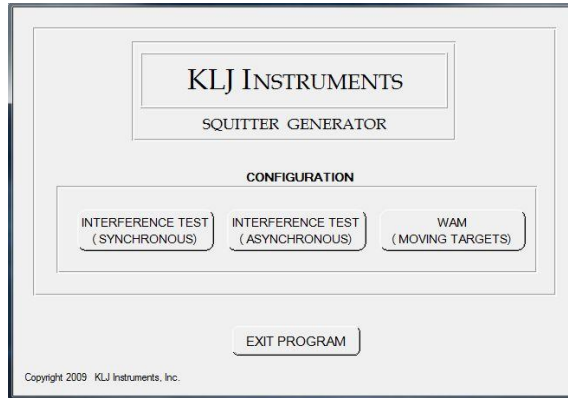 KLJ INSTRUMENTS
SQUITTER GENERATOR
CONFIGURATION
INTERFERENCE TEST
( SYNCHRONOUS)
INTERFERENCE TEST
( ASYNCHRONOUS)
WAM
( MOVING TARGETS)
EXIT PROGRAM
Copyright 2009 KLJ Instruments, Inc.